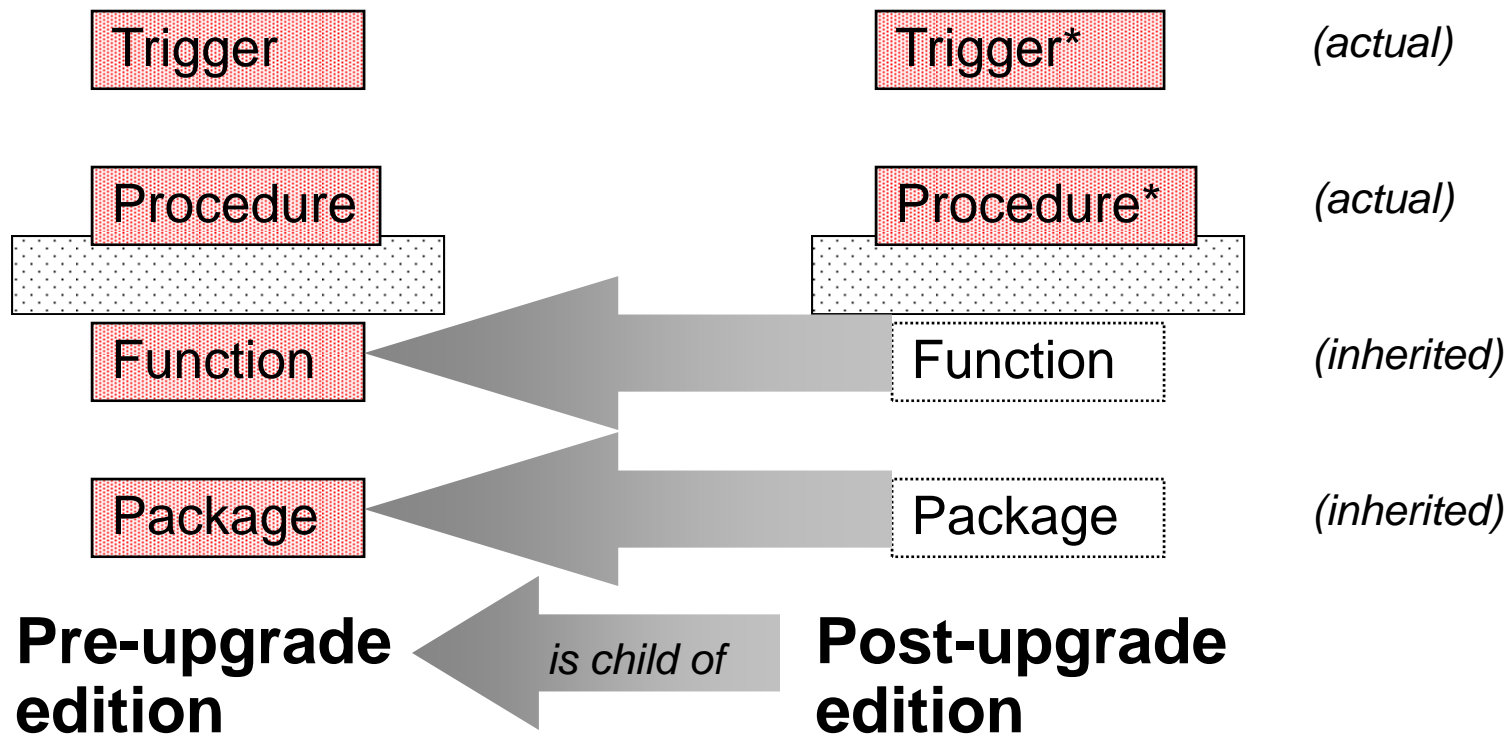 Trigger Trigger* (actual)
Procedure Procedure* (actual)
Function Function (inherited)
Package Package (inherited)
Pre-upgrade
edition
is child of
Post-upgrade
edition